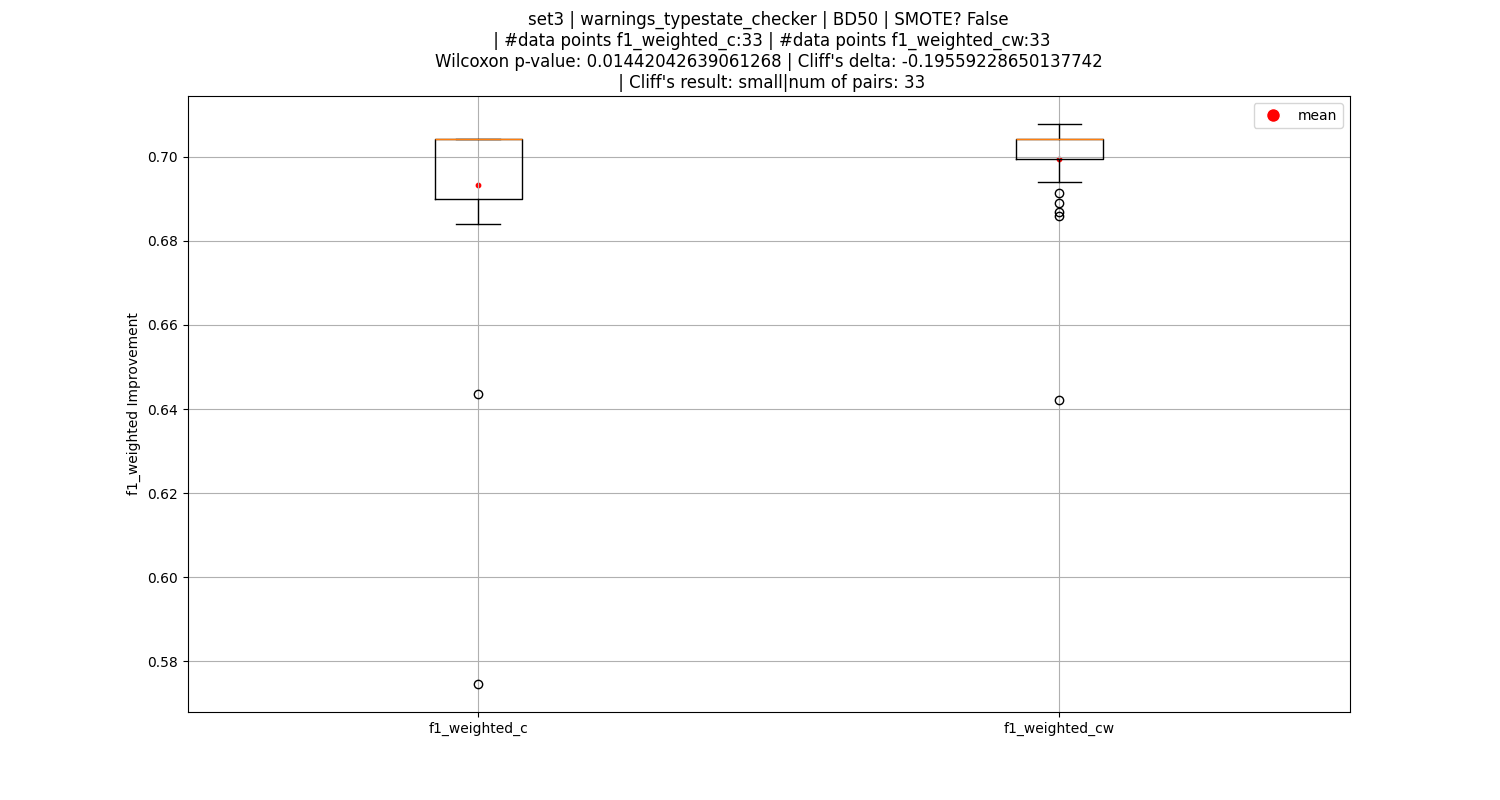 set3 | warnings_typestate_checker | BD50 | SMOTE? False
| #data points f1_weighted_c:33 | #data points f1_weighted_cw:33
Wilcoxon p-value: 0.01442042639061268 | Cliff's delta: -0.19559228650137742
| Cliff's result: small|num of pairs: 33
mean
0.70
0.68
0.66
0.64
0.62
0.60
0.58
f1_weighted Improvement
f1_weighted_c
f1_weighted_cw